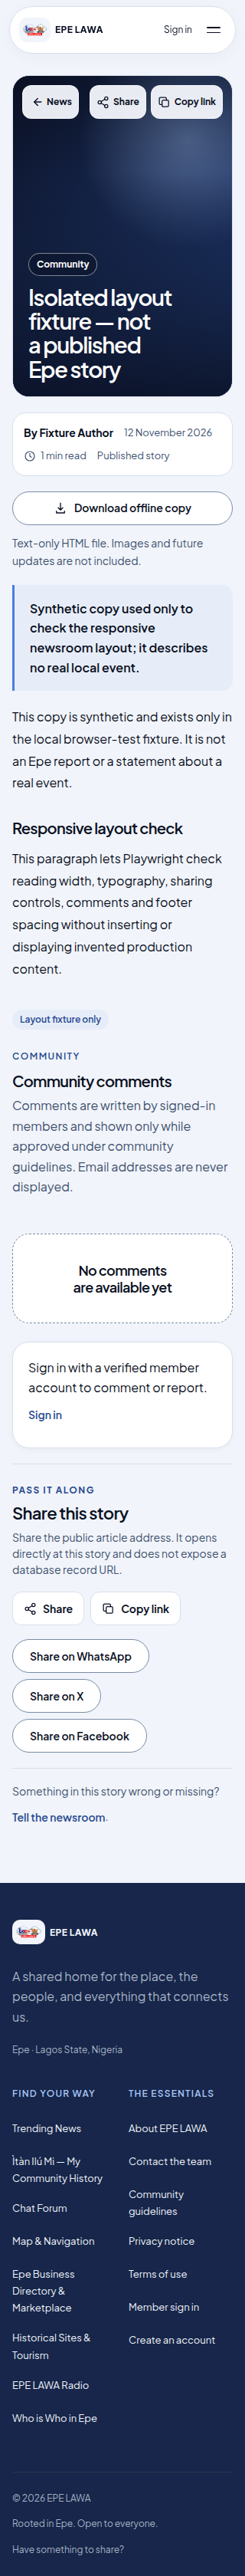 EPE LAWA
Sign in
News
Share
Copy link
Community
Isolated layout
fixture — not
a published
Epe story
By Fixture Author 12 November 2026
1 min read Published story
Download offline copy
Text-only HTML file. Images and future
updates are not included.
Synthetic copy used only to
check the responsive
newsroom layout; it describes
no real local event.
This copy is synthetic and exists only in
the local browser-test fixture. It is not
an Epe report or a statement about a
real event.
Responsive layout check
This paragraph lets Playwright check
reading width, typography, sharing
controls, comments and footer
spacing without inserting or
displaying invented production
content.
Layout fixture only
COMMUNITY
Community comments
Comments are written by signed-in
members and shown only while
approved under community
guidelines. Email addresses are never
displayed.
No comments
are available yet
Sign in with a verified member
account to comment or report.
Sign in
PASS IT ALONG
Share this story
Share the public article address. It opens
directly at this story and does not expose a
database record URL.
Share
Copy link
Share on WhatsApp
Share on X
Share on Facebook
Something in this story wrong or missing?
Tell the newsroom.
EPE LAWA
A shared home for the place, the
people, and everything that connects
us.
Epe · Lagos State, Nigeria
FIND YOUR WAY
Trending News
Ìtàn Ilú Mi — My
Community History
Chat Forum
Map & Navigation
Epe Business
Directory &
Marketplace
Historical Sites &
Tourism
EPE LAWA Radio
Who is Who in Epe
THE ESSENTIALS
About EPE LAWA
Contact the team
Community
guidelines
Privacy notice
Terms of use
Member sign in
Create an account
© 2026 EPE LAWA
Rooted in Epe. Open to everyone.
Have something to share?